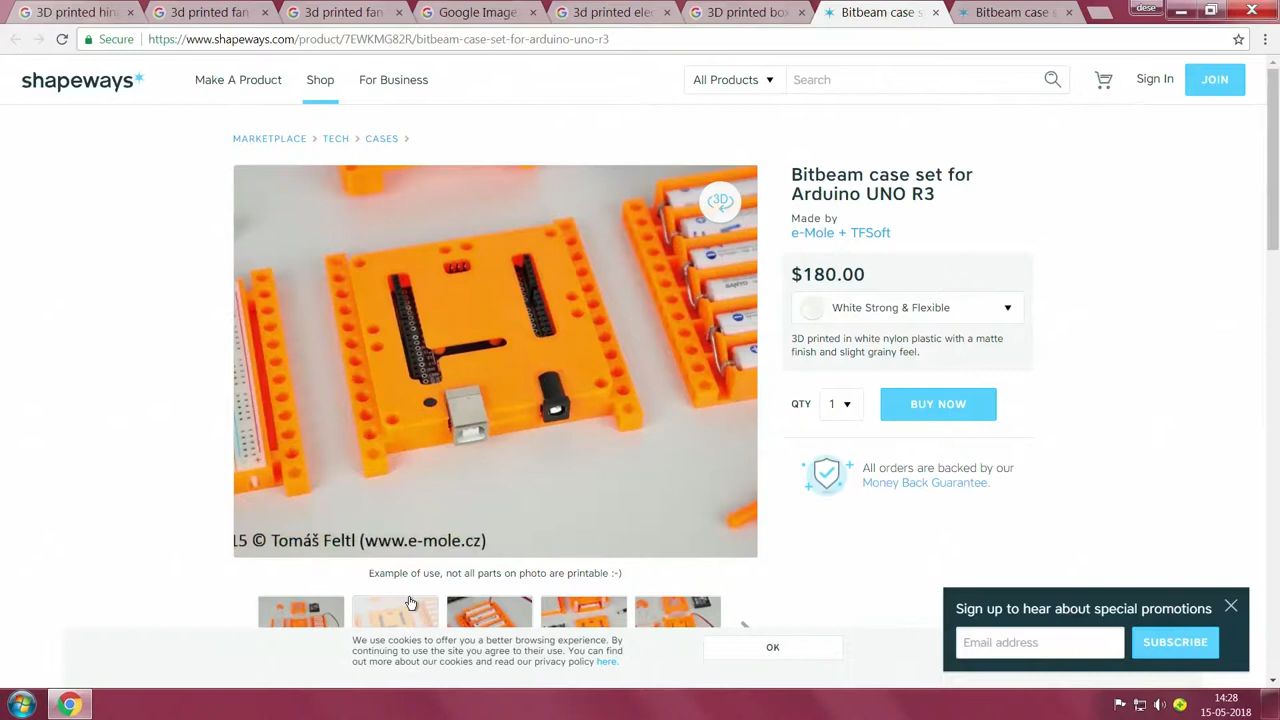 3D printed hin
3d printed fan
3d printed fan
Google Image
3d printed elec
3D printed box
Bitbeam case s
Bitbeam case s
dese
Secure
https://www.shapeways.com/product/7EWKMG82R/bitbeam-case-set-for-arduino-uno-r3
shapeways
Make A Product
Shop
For Business
All Products
Search
Sign In
JOIN
MARKETPLACE > TECH > CASES >
3D
Bitbeam case set for
Arduino UNO R3
Made by
e-Mole + TFSoft
$180.00
White Strong & Flexible
3D printed in white nylon plastic with a matte
finish and slight grainy feel.
QTY
1
BUY NOW
All orders are backed by our
Money Back Guarantee.
15 © Tomáš Feltl (www.e-mole.cz)
Example of use, not all parts on photo are printable :-)
We use cookies to offer you a better browsing experience. By
continuing to use the site you agree to their use. You can find
out more about our cookies and read our privacy policy here.
OK
Sign up to hear about special promotions
Email address
SUBSCRIBE
14:28
15-05-2018